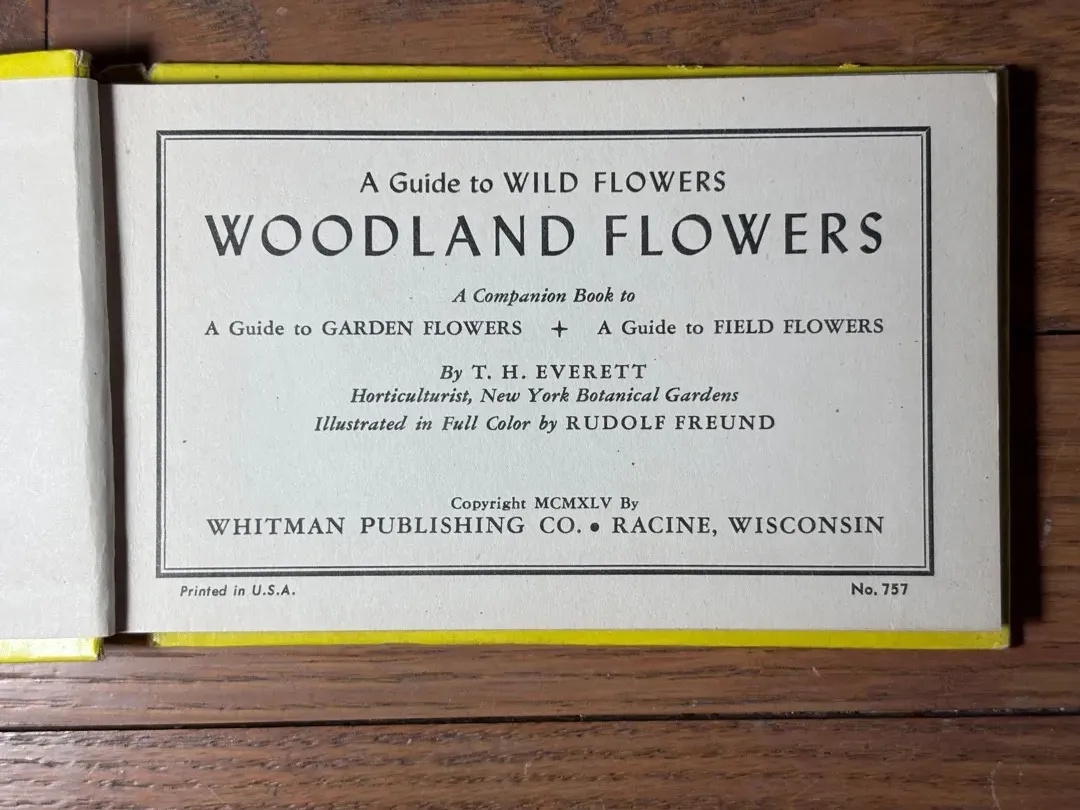 A Guide to WILD FLOWERS
WOODLAND FLOWERS
A Companion Book to
A Guide to GARDEN FLOWERS + A Guide to FIELD FLOWERS
By T. H. EVERETT
Horticulturist, New York Botanical Gardens
Illustrated in Full Color by RUDOLF FREUND
Copyright MCMXLV By
WHITMAN PUBLISHING CO. • RACINE, WISCONSIN
Printed in U.S.A. No. 757